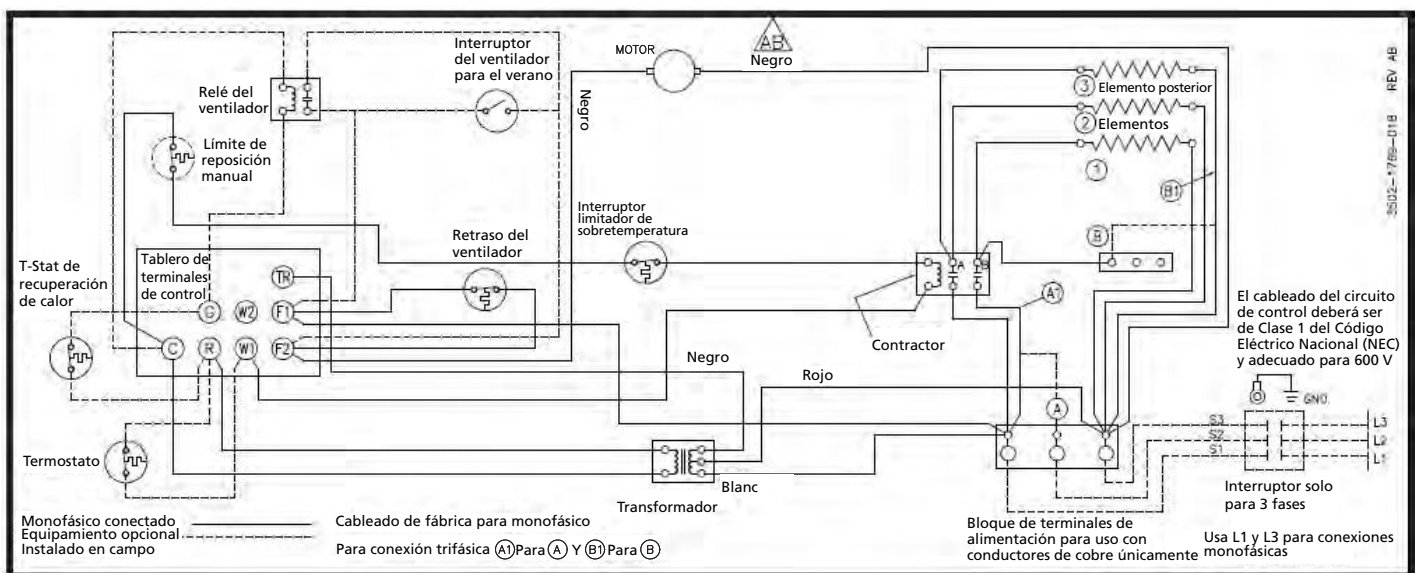 MOTOR
AB
Negro
Interruptor
del ventilador
para el verano
Relé del
ventilador
Negro
3 Elemento posterior
2 Elementos
1
B1
3502-1769-018 REV AB
Límite de
reposición
manual
Interruptor
limitador de
sobretemperatura
B
Retraso del
ventilador
T-Stat de
recuperación
de calor
Tablero de
terminales
de control
TR
G
W2
F1
C
R
W1
F2
A
B
A1
Contractor
El cableado del circuito
de control deberá ser
de Clase 1 del Código
Eléctrico Nacional (NEC)
y adecuado para 600 V
Negro
Rojo
A
GND
S3
S2
S1
L3
L2
L1
Termostato
Blanc
Transformador
Interruptor solo
para 3 fases
Bloque de terminales de
alimentación para uso con
conductores de cobre únicamente
Usa L1 y L3 para conexiones
monofásicas
Monofásico conectado
Equipamiento opcional
Instalado en campo
Cableado de fábrica para monofásico
Para conexión trifásica A1 Para A Y B1 Para B